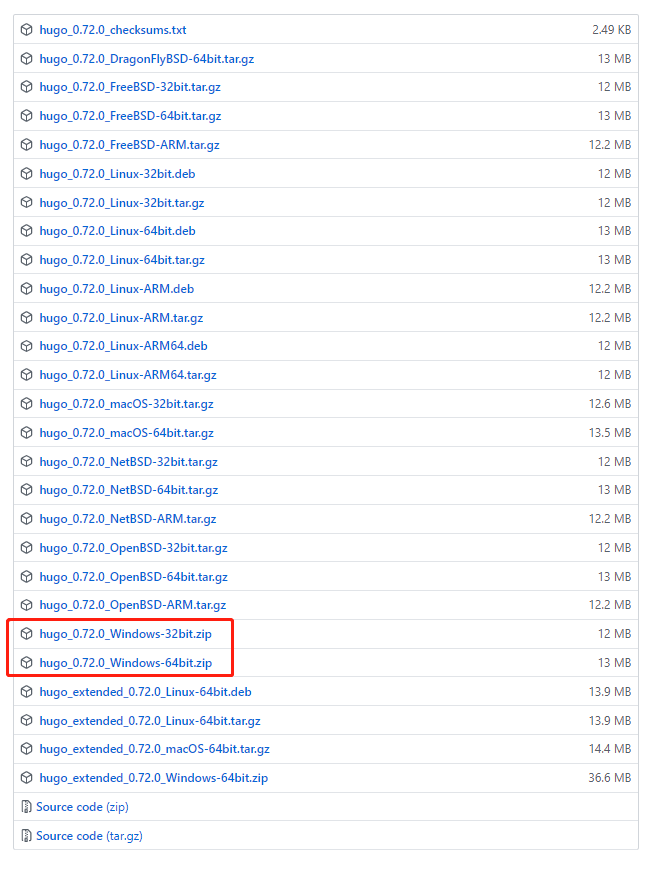 hugo_0.72.0_checksums.txt 2.49 KB
hugo_0.72.0_DragonFlyBSD-64bit.tar.gz 13 MB
hugo_0.72.0_FreeBSD-32bit.tar.gz 12 MB
hugo_0.72.0_FreeBSD-64bit.tar.gz 13 MB
hugo_0.72.0_FreeBSD-ARM.tar.gz 12.2 MB
hugo_0.72.0_Linux-32bit.deb 12 MB
hugo_0.72.0_Linux-32bit.tar.gz 12 MB
hugo_0.72.0_Linux-64bit.deb 13 MB
hugo_0.72.0_Linux-64bit.tar.gz 13 MB
hugo_0.72.0_Linux-ARM.deb 12.2 MB
hugo_0.72.0_Linux-ARM.tar.gz 12.2 MB
hugo_0.72.0_Linux-ARM64.deb 12 MB
hugo_0.72.0_Linux-ARM64.tar.gz 12 MB
hugo_0.72.0_macOS-32bit.tar.gz 12.6 MB
hugo_0.72.0_macOS-64bit.tar.gz 13.5 MB
hugo_0.72.0_NetBSD-32bit.tar.gz 12 MB
hugo_0.72.0_NetBSD-64bit.tar.gz 13 MB
hugo_0.72.0_NetBSD-ARM.tar.gz 12.2 MB
hugo_0.72.0_OpenBSD-32bit.tar.gz 12 MB
hugo_0.72.0_OpenBSD-64bit.tar.gz 13 MB
hugo_0.72.0_OpenBSD-ARM.tar.gz 12.2 MB
hugo_0.72.0_Windows-32bit.zip 12 MB
hugo_0.72.0_Windows-64bit.zip 13 MB
hugo_extended_0.72.0_Linux-64bit.deb 13.9 MB
hugo_extended_0.72.0_Linux-64bit.tar.gz 13.9 MB
hugo_extended_0.72.0_macOS-64bit.tar.gz 14.4 MB
hugo_extended_0.72.0_Windows-64bit.zip 36.6 MB
Source code (zip)
Source code (tar.gz)